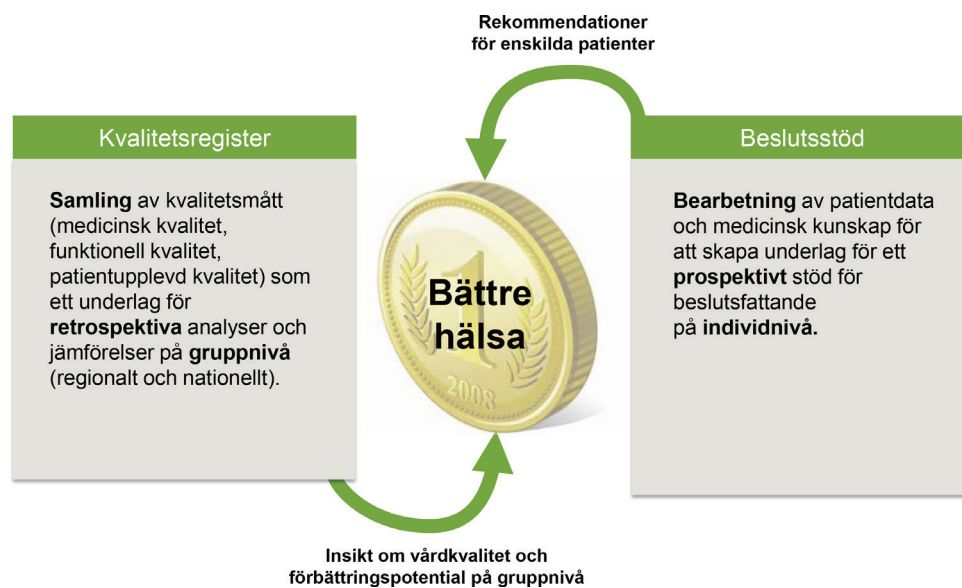 Rekommendationer
för enskilda patienter
Kvalitetsregister
Samling av kvalitetsmått
(medicinsk kvalitet,
funktionell kvalitet,
patientupplevd kvalitet) som
ett underlag för
retrospektiva analyser och
jämförelser på gruppnivå
(regionalt och nationellt).
1
Bättre
hälsa
2008
Beslutsstöd
Bearbetning av patientdata
och medicinsk kunskap för
att skapa underlag för ett
prospektivt stöd för
beslutsfattande
på individnivå.
Insikt om vårdkvalitet och
förbättringspotential på gruppnivå